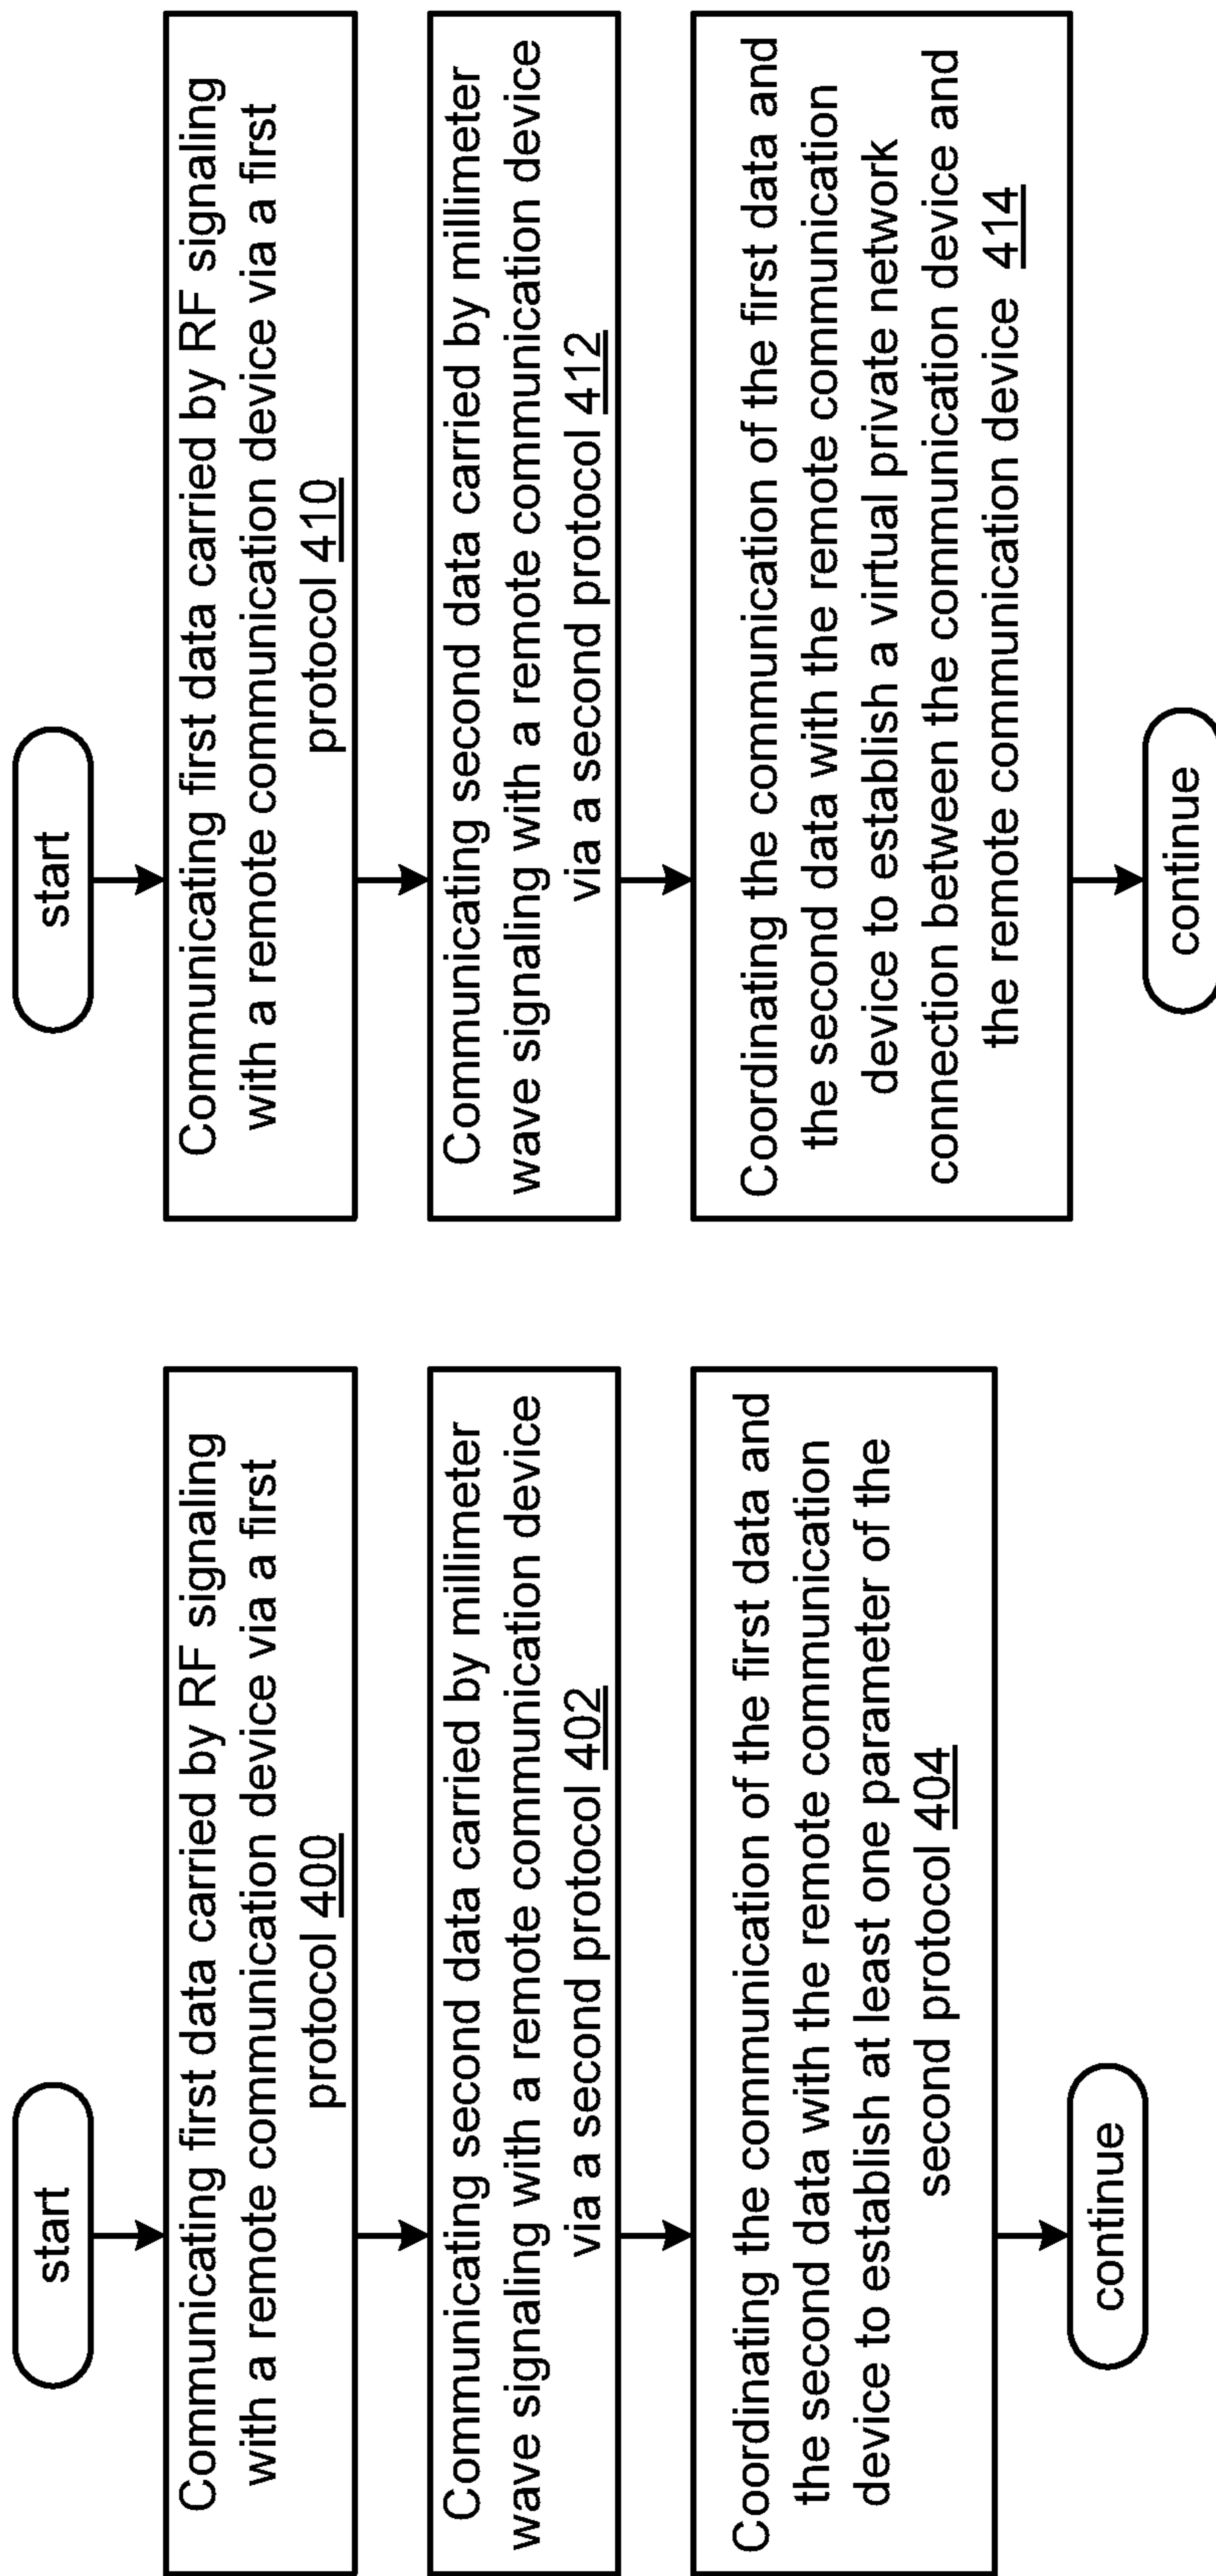 start
Communicating first data carried by RF signaling
with a remote communication device via a first
protocol 400
Communicating second data carried by millimeter
wave signaling with a remote communication device
via a second protocol 402
Coordinating the communication of the first data and
the second data with the remote communication
device to establish at least one parameter of the
second protocol 404
continue
start
Communicating first data carried by RF signaling
with a remote communication device via a first
protocol 410
Communicating second data carried by millimeter
wave signaling with a remote communication device
via a second protocol 412
Coordinating the communication of the first data and
the second data with the remote communication
device to establish a virtual private network
connection between the communication device and
the remote communication device 414
continue